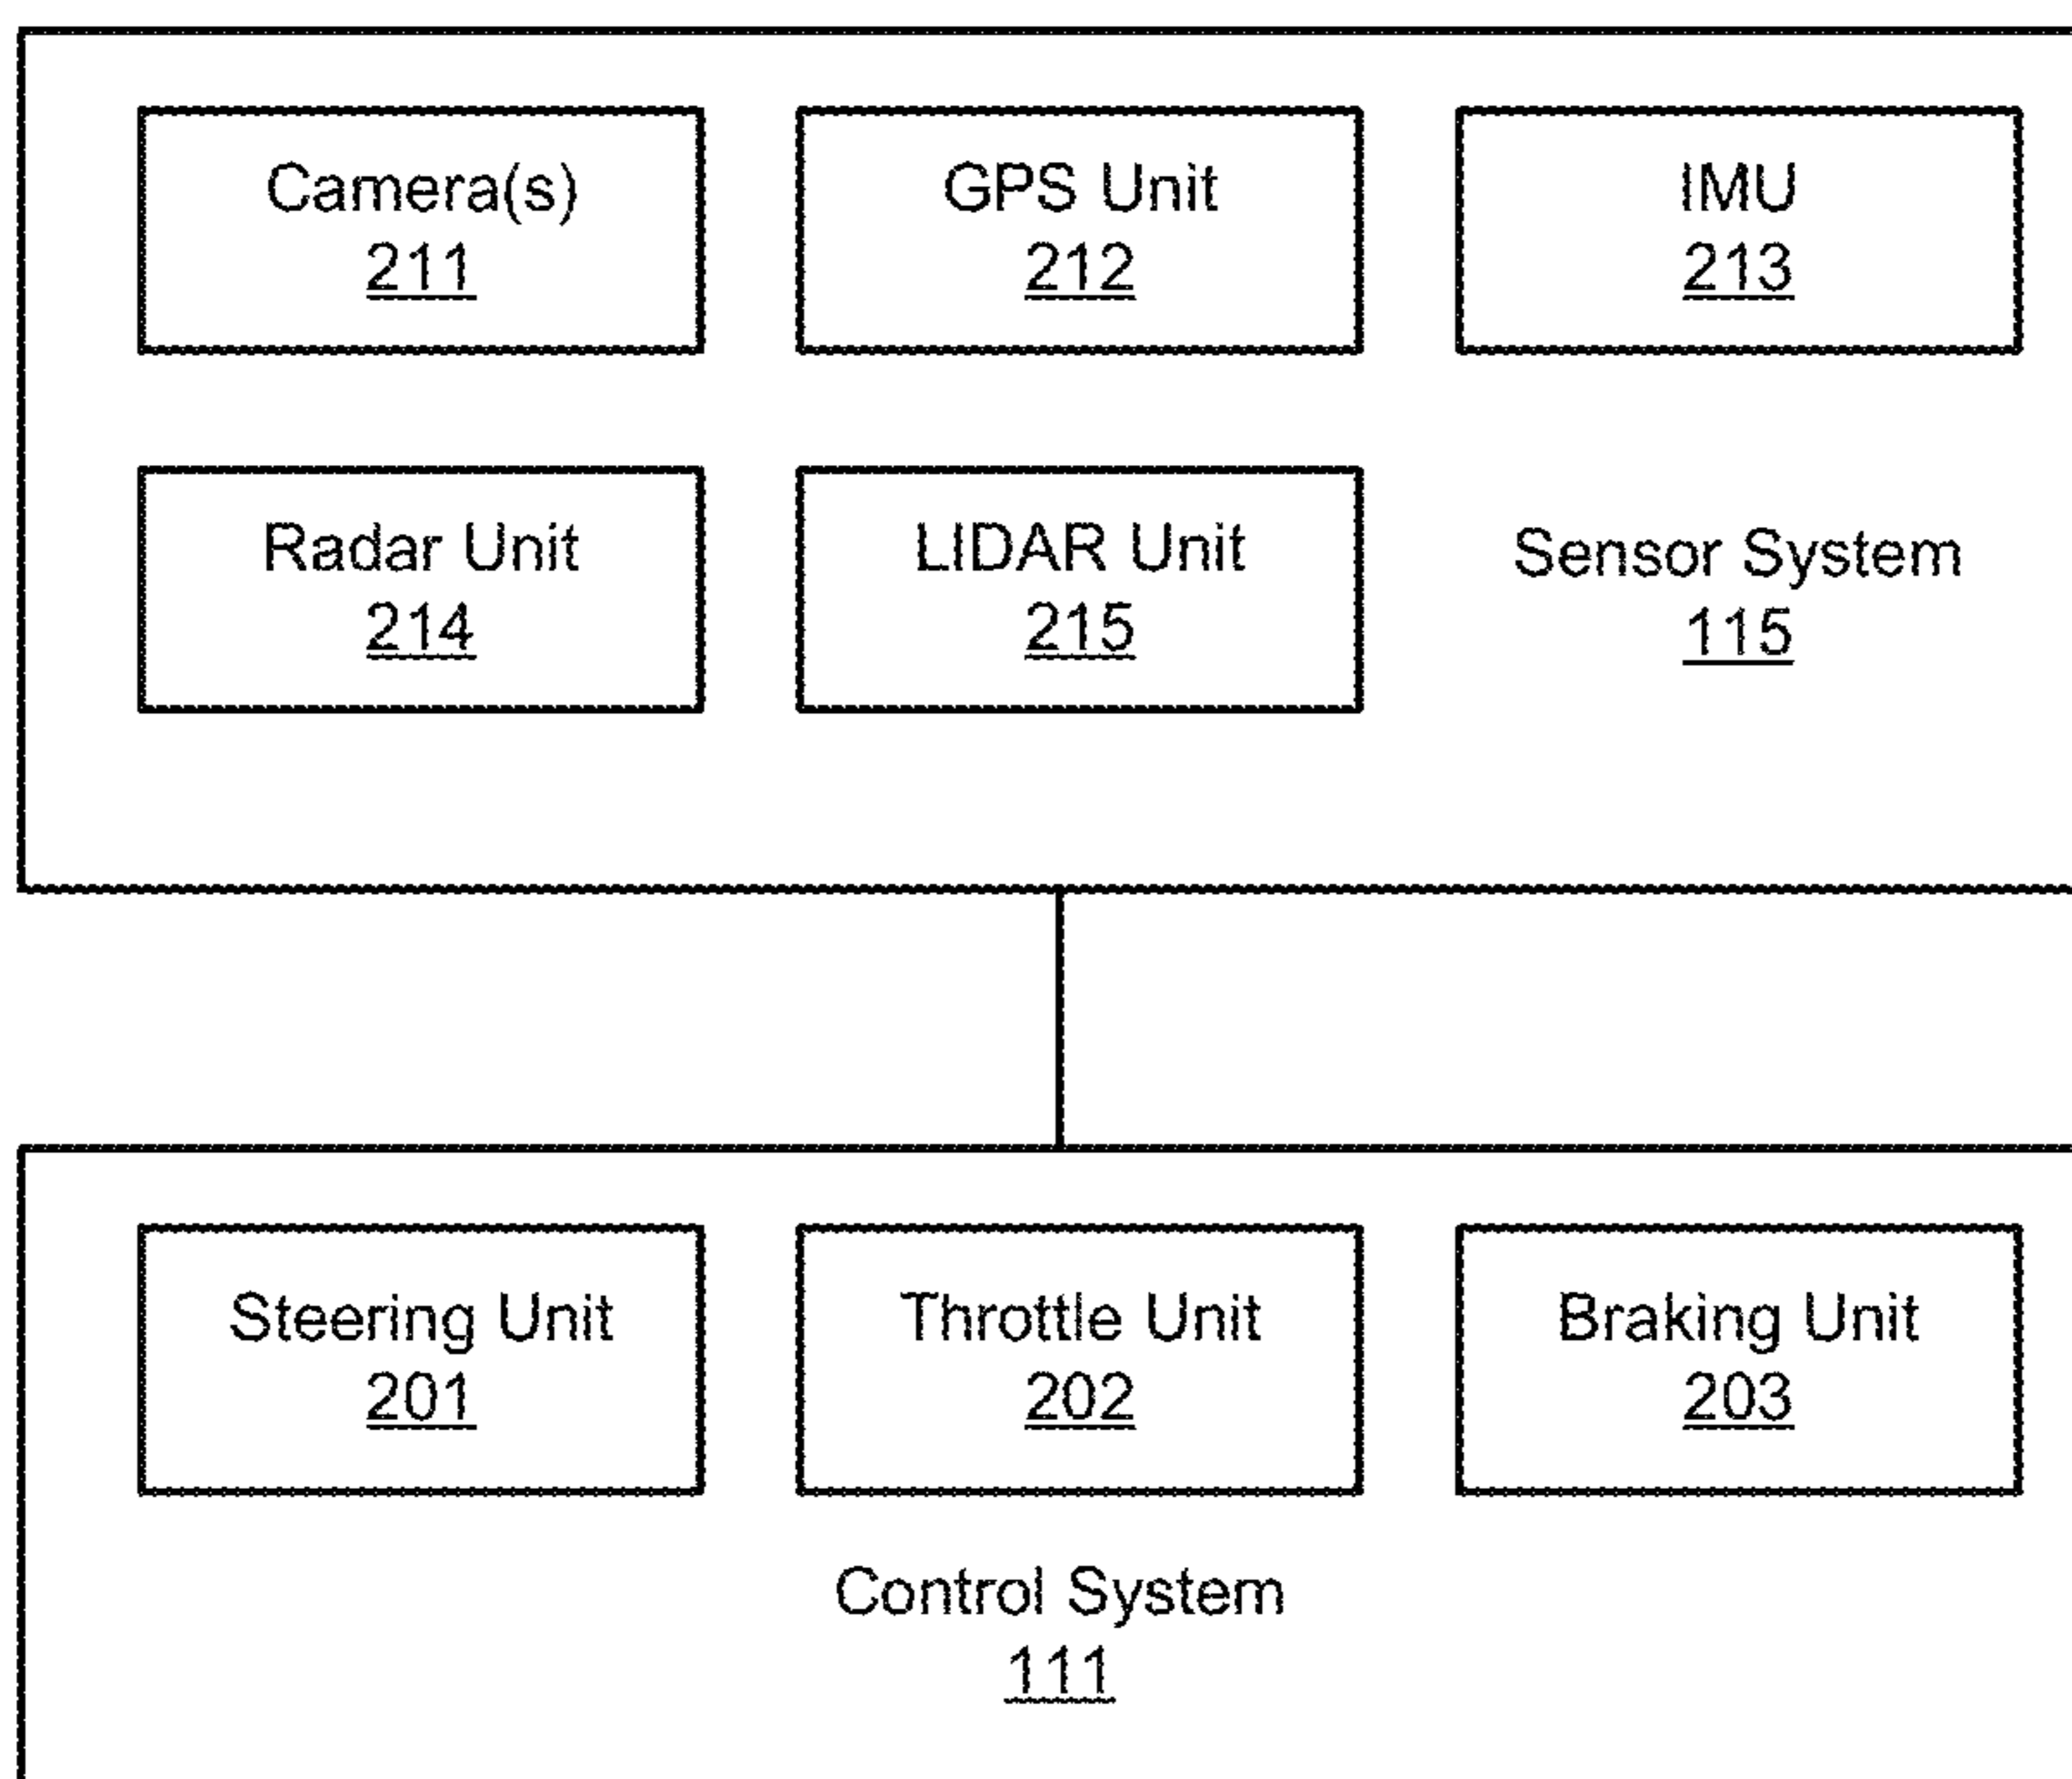 Camera(s)
211
GPS Unit
212
IMU
213
Radar Unit
214
LIDAR Unit
215
Sensor System
115
Steering Unit
201
Throttle Unit
202
Braking Unit
203
Control System
111